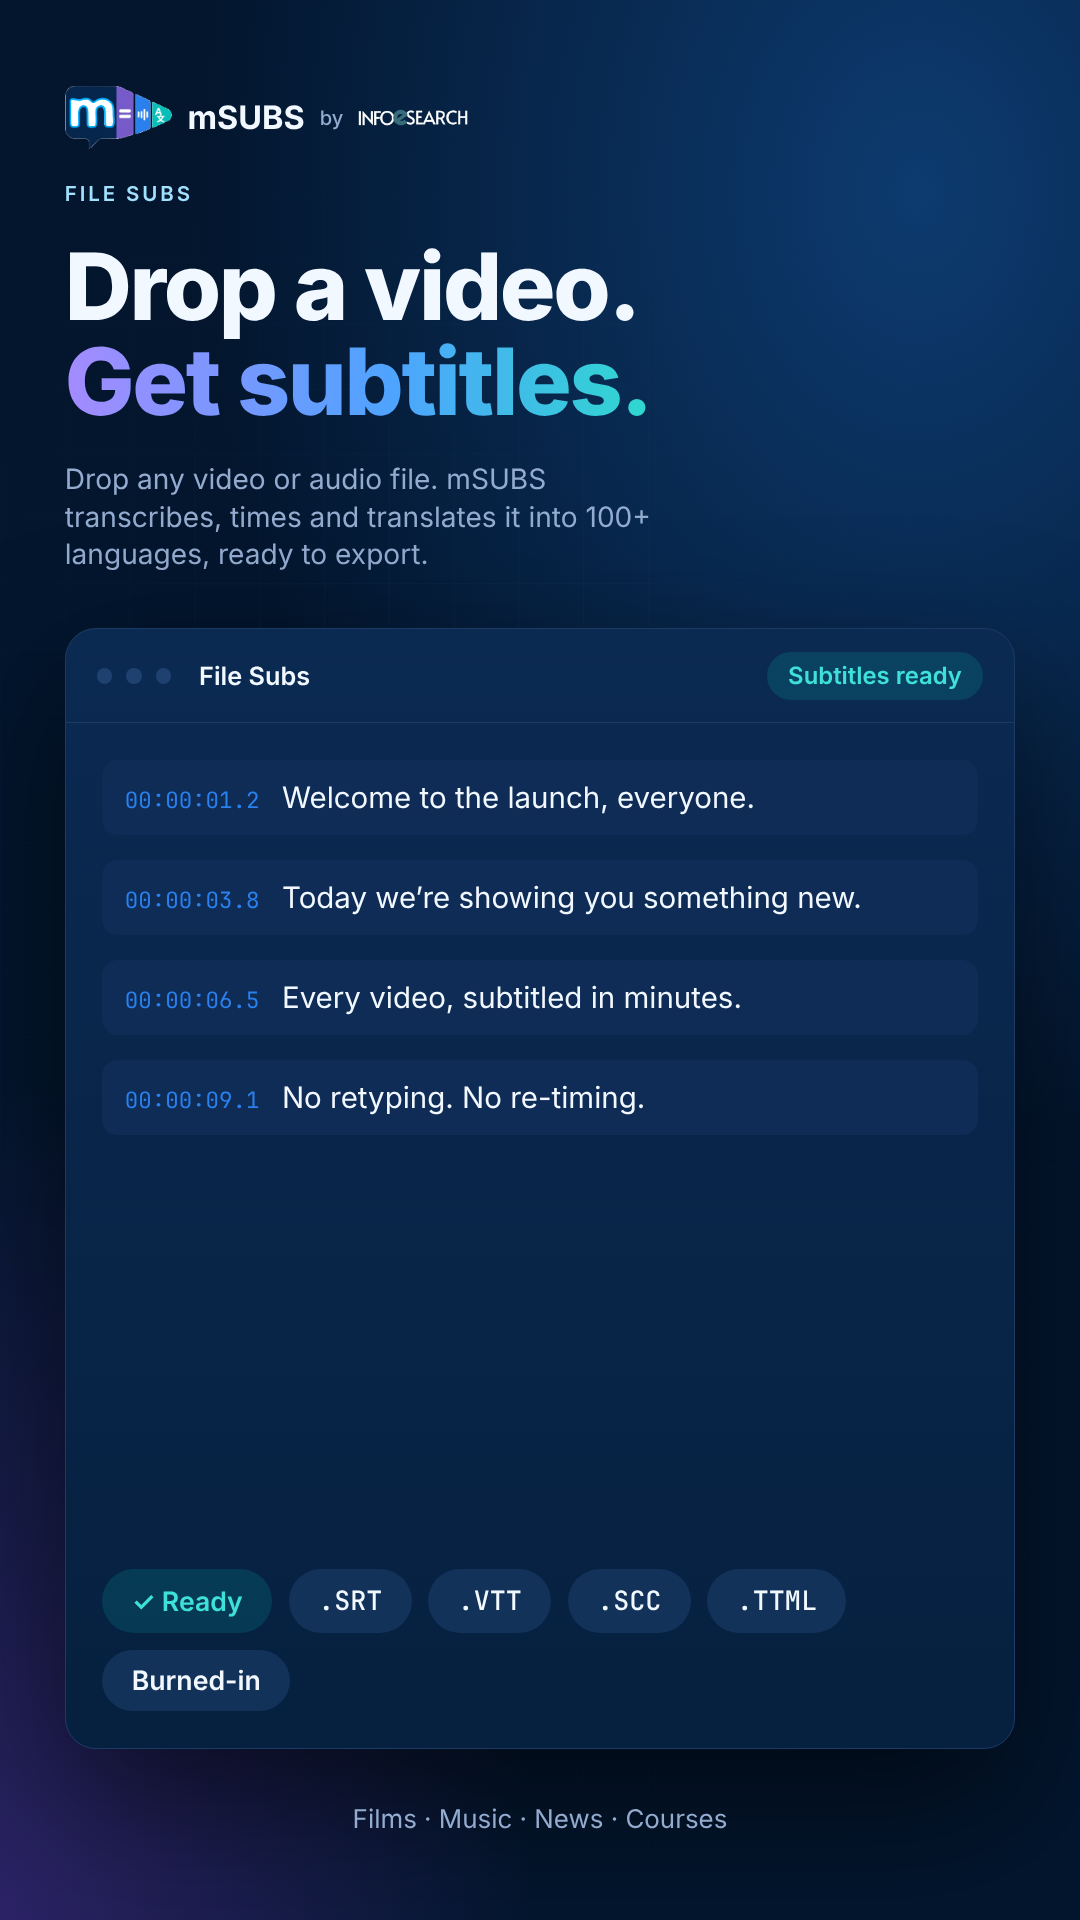 m
mSUBS by INFOeSEARCH
FILE SUBS
Drop a video.
Get subtitles.
Drop any video or audio file. mSUBS
transcribes, times and translates it into 100+
languages, ready to export.
File Subs
Subtitles ready
00:00:01.2 Welcome to the launch, everyone.
00:00:03.8 Today we’re showing you something new.
00:00:06.5 Every video, subtitled in minutes.
00:00:09.1 No retyping. No re-timing.
✓ Ready .SRT .VTT .SCC .TTML
Burned-in
Films · Music · News · Courses